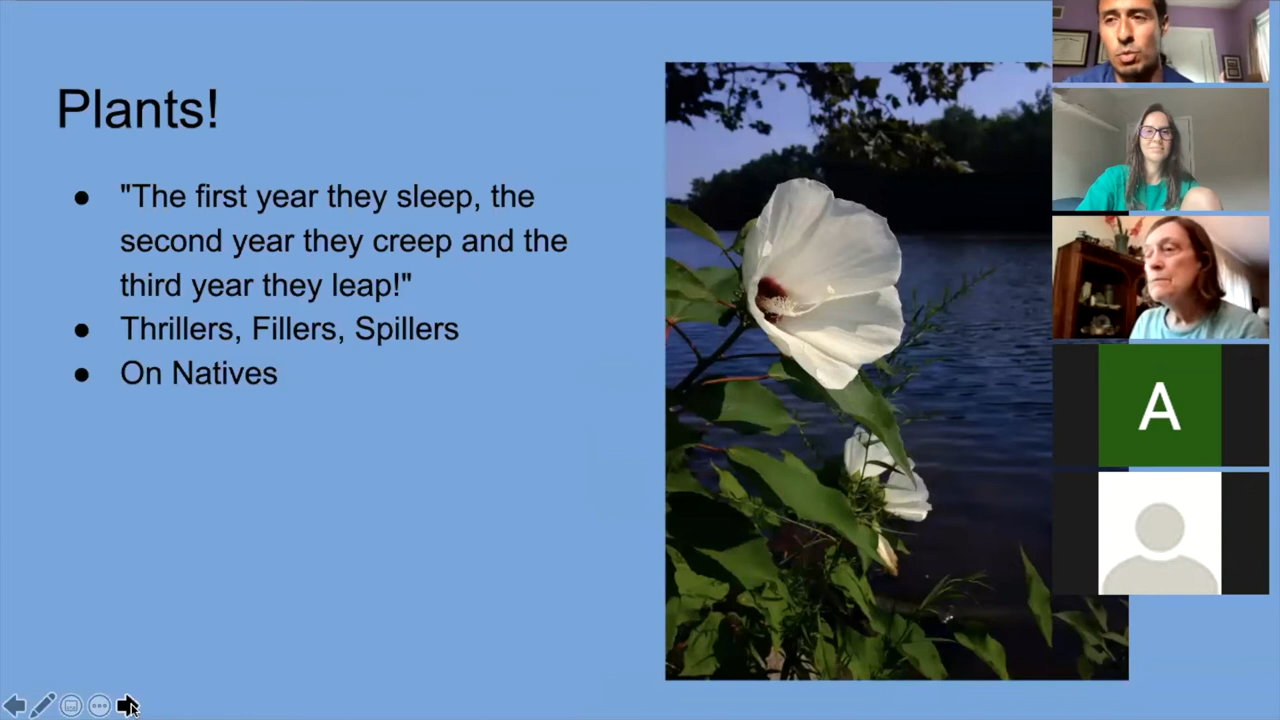 Plants!
● "The first year they sleep, the
second year they creep and the
third year they leap!"
● Thrillers, Fillers, Spillers
● On Natives
A